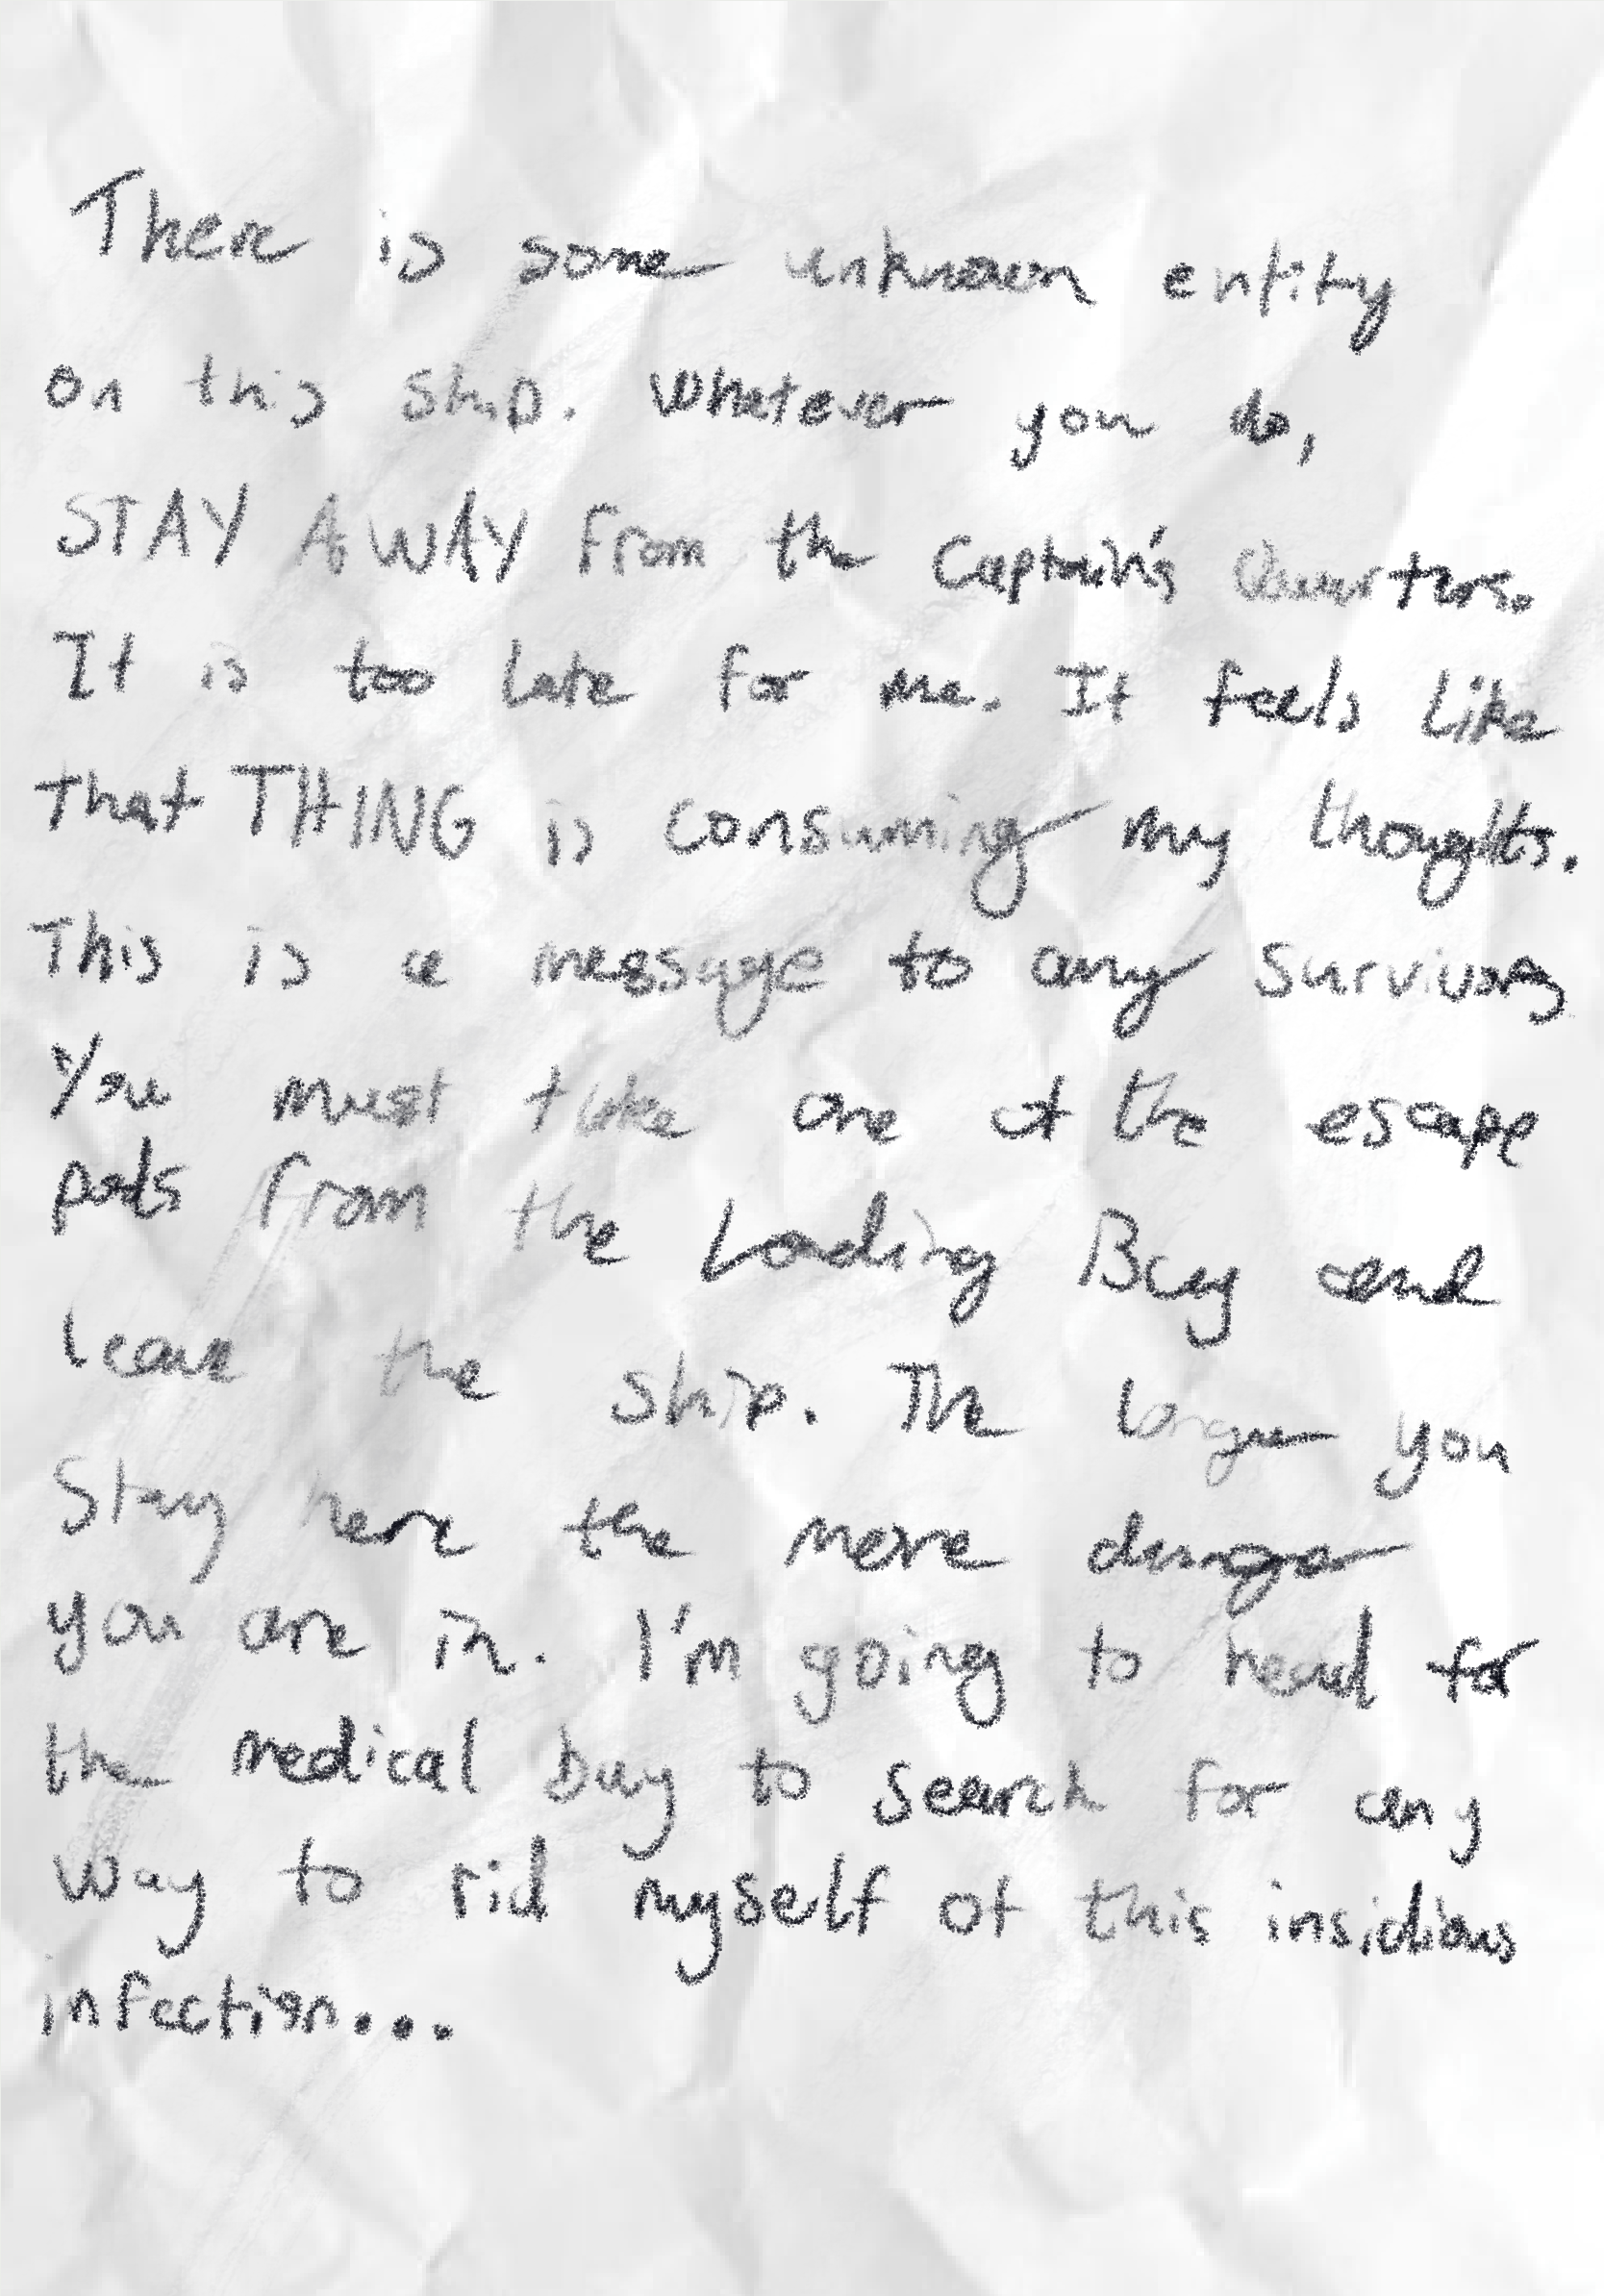 There is some unknown entity
on this ship. Whatever you do,
STAY AWAY from the Captain's Quarters.
It is too late for me. It feels like
that THING is consuming my thoughts.
This is a message to any survivors
You must take one of the escape
pods from the Loading Bay and
leave the ship. The longer you
Stay here the more danger
you are in. I'm going to head for
the medical bay to search for any
way to rid myself of this insidious
infection...